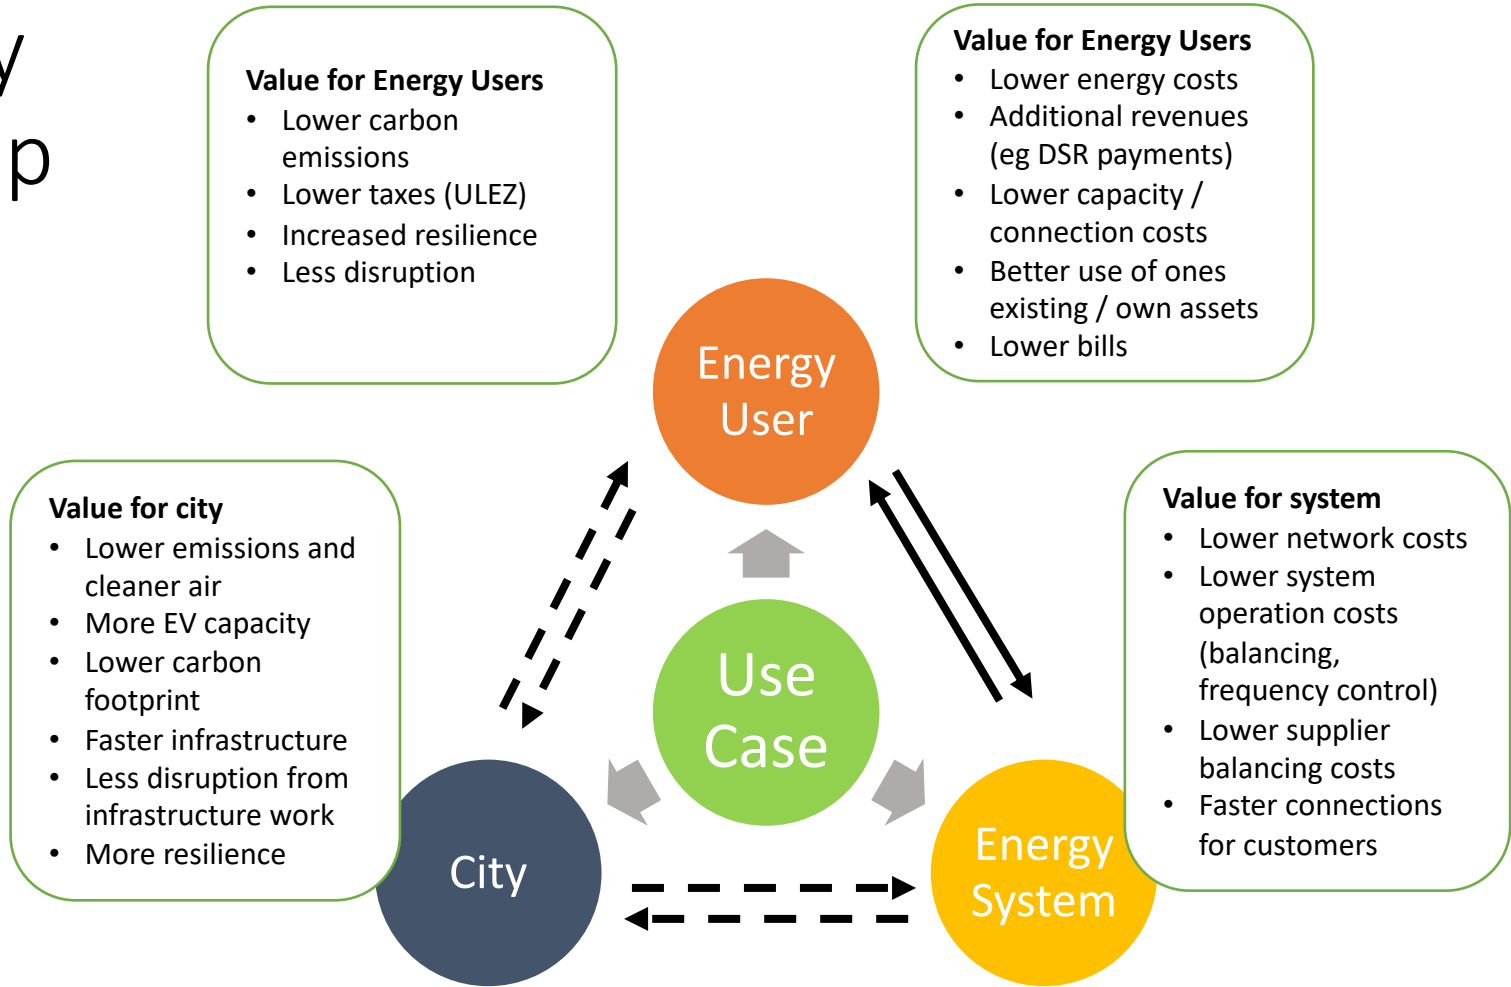 y
p
Value for Energy Users
• Lower carbon
emissions
• Lower taxes (ULEZ)
• Increased resilience
• Less disruption
Value for Energy Users
• Lower energy costs
• Additional revenues
(eg DSR payments)
• Lower capacity /
connection costs
• Better use of ones
existing / own assets
• Lower bills
Energy
User
Value for city
• Lower emissions and
cleaner air
• More EV capacity
• Lower carbon
footprint
• Faster infrastructure
• Less disruption from
infrastructure work
• More resilience
Use
Case
Value for system
• Lower network costs
• Lower system
operation costs
(balancing,
frequency control)
• Lower supplier
balancing costs
• Faster connections
for customers
City
Energy
System